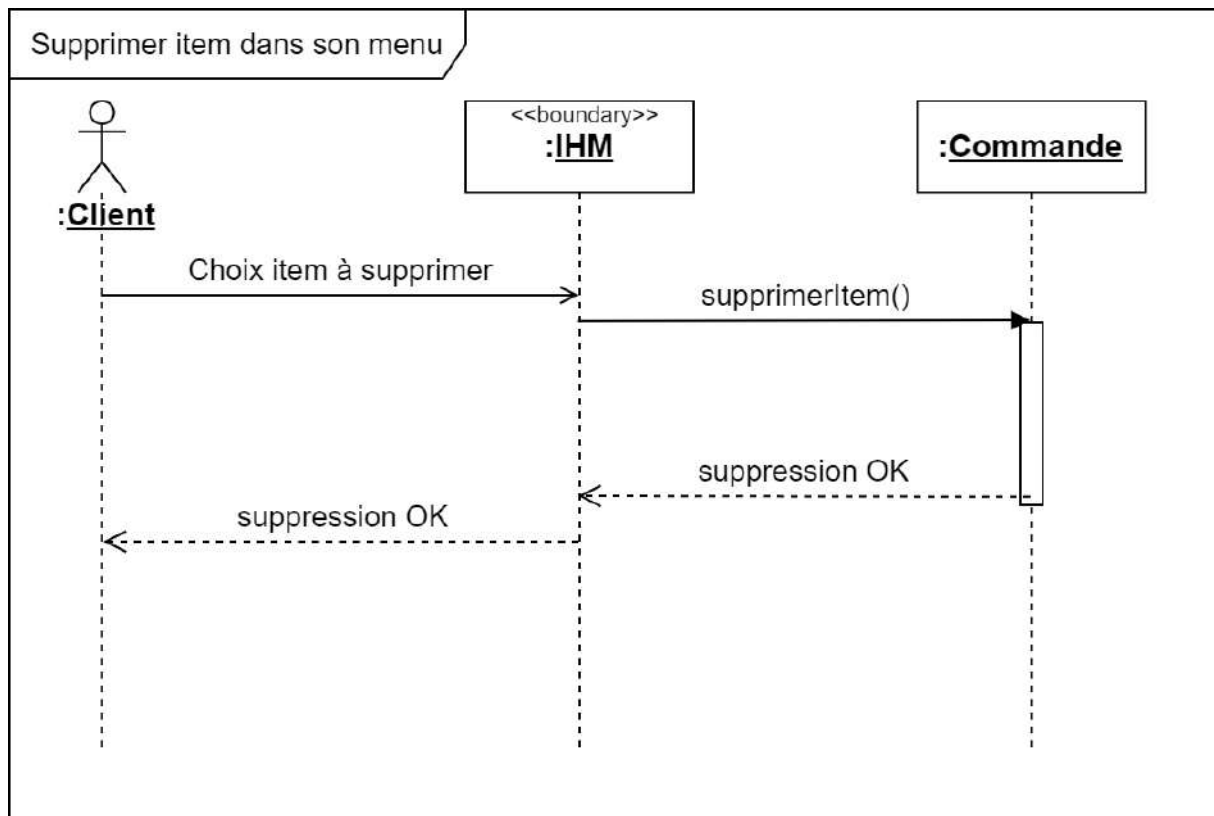 Supprimer item dans son menu
<<boundary>>
:IHM
:Commande
:Client
Choix item à supprimer
supprimerItem()
suppression OK
suppression OK